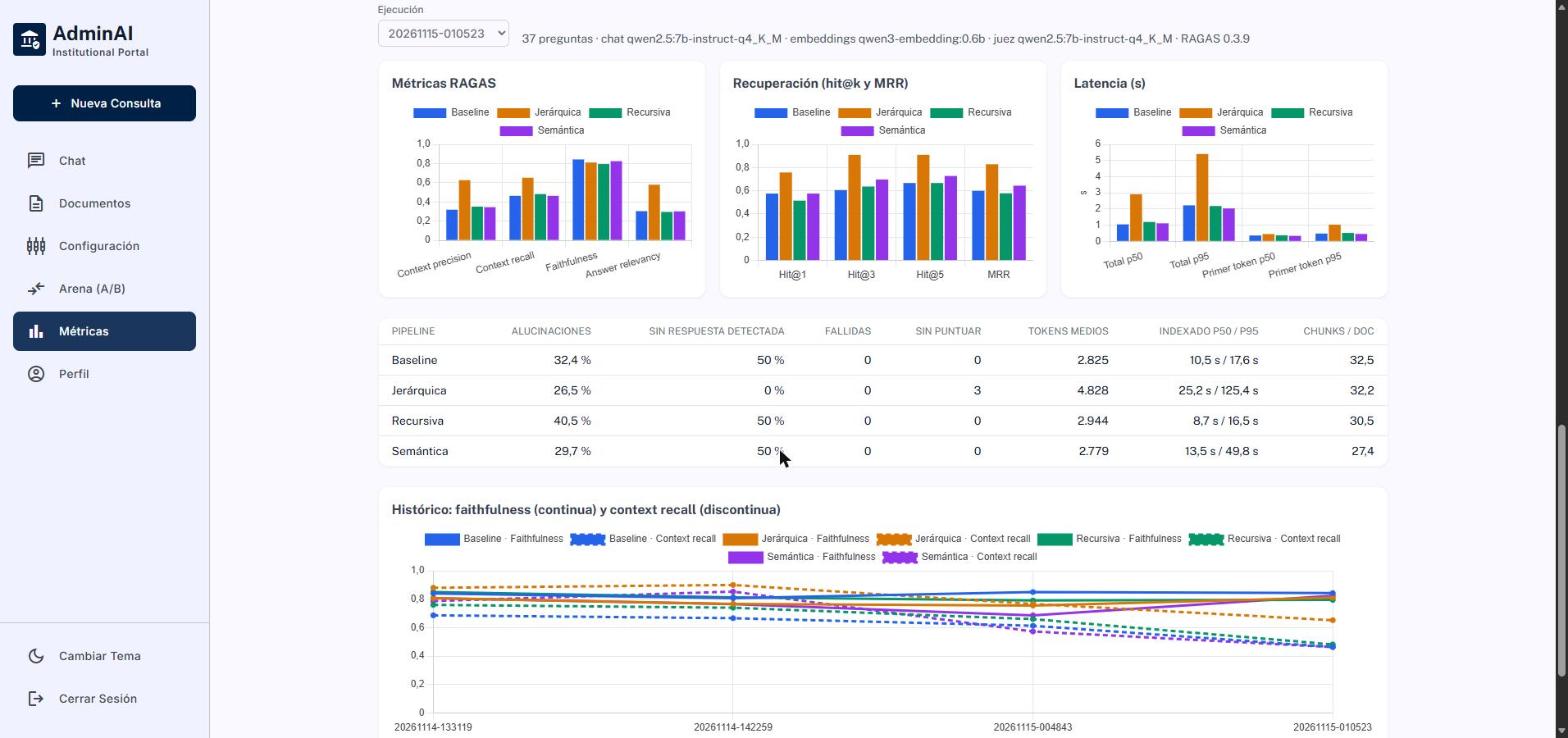 AdminAI
Institutional Portal
+ Nueva Consulta
Chat
Documentos
Configuración
Arena (A/B)
Métricas
Perfil
Cambiar Tema
Cerrar Sesión
Ejecución
20261115-010523
37 preguntas · chat qwen2.5:7b-instruct-q4_K_M · embeddings qwen3-embedding:0.6b · juez qwen2.5:7b-instruct-q4_K_M · RAGAS 0.3.9
Métricas RAGAS
Baseline Jerárquica Recursiva
Semántica
1,0
0,8
0,6
0,4
0,2
0
Context precision Context recall Faithfulness Answer relevancy
Recuperación (hit@k y MRR)
Baseline Jerárquica Recursiva
Semántica
1,0
0,8
0,6
0,4
0,2
0
Hit@1 Hit@3 Hit@5 MRR
Latencia (s)
Baseline Jerárquica Recursiva
Semántica
6
5
4
3
2
1
0
s
Total p50 Total p95 Primer token p50 Primer token p95
PIPELINE ALUCINACIONES SIN RESPUESTA DETECTADA FALLIDAS SIN PUNTUAR TOKENS MEDIOS INDEXADO P50 / P95 CHUNKS / DOC
Baseline 32,4 % 50 % 0 0 2.825 10,5 s / 17,6 s 32,5
Jerárquica 26,5 % 0 % 0 3 4.828 25,2 s / 125,4 s 32,2
Recursiva 40,5 % 50 % 0 0 2.944 8,7 s / 16,5 s 30,5
Semántica 29,7 % 50 % 0 0 2.779 13,5 s / 49,8 s 27,4
Histórico: faithfulness (continua) y context recall (discontinua)
Baseline · Faithfulness Baseline · Context recall Jerárquica · Faithfulness Jerárquica · Context recall Recursiva · Faithfulness Recursiva · Context recall
Semántica · Faithfulness Semántica · Context recall
1,0
0,8
0,6
0,4
0,2
0
20261114-133119 20261114-142259 20261115-004843 20261115-010523